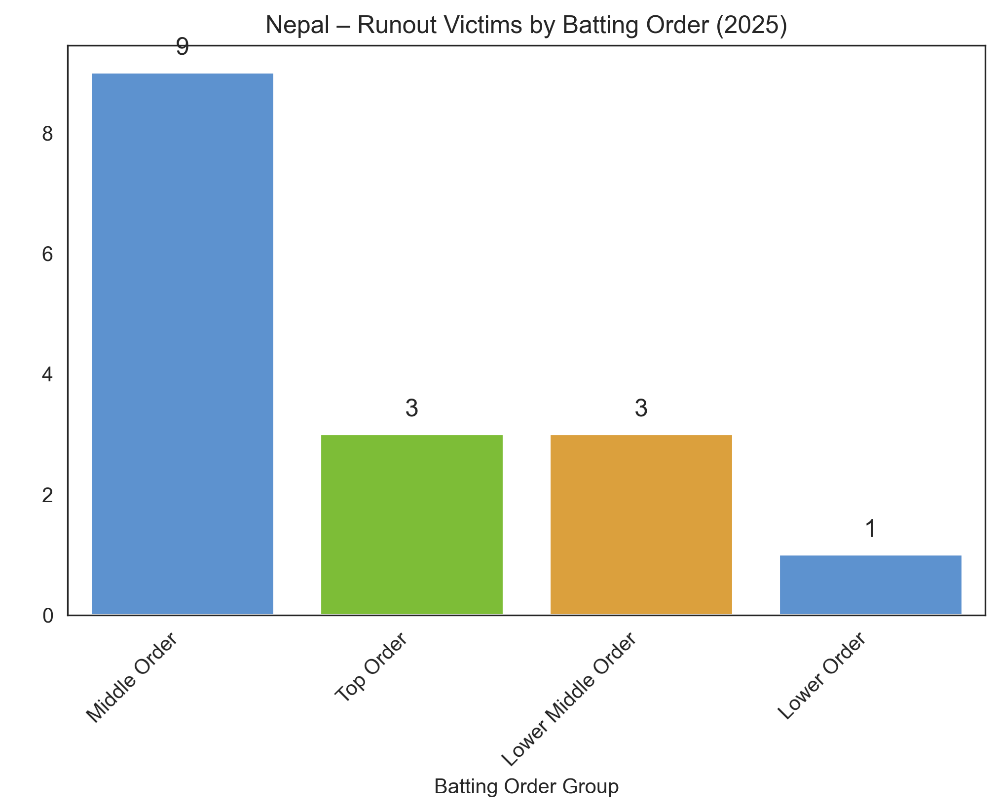 Nepal – Runout Victims by Batting Order (2025)
9
8
6
4
3
3
2
1
0
Middle Order
Top Order
Lower Middle Order
Lower Order
Batting Order Group